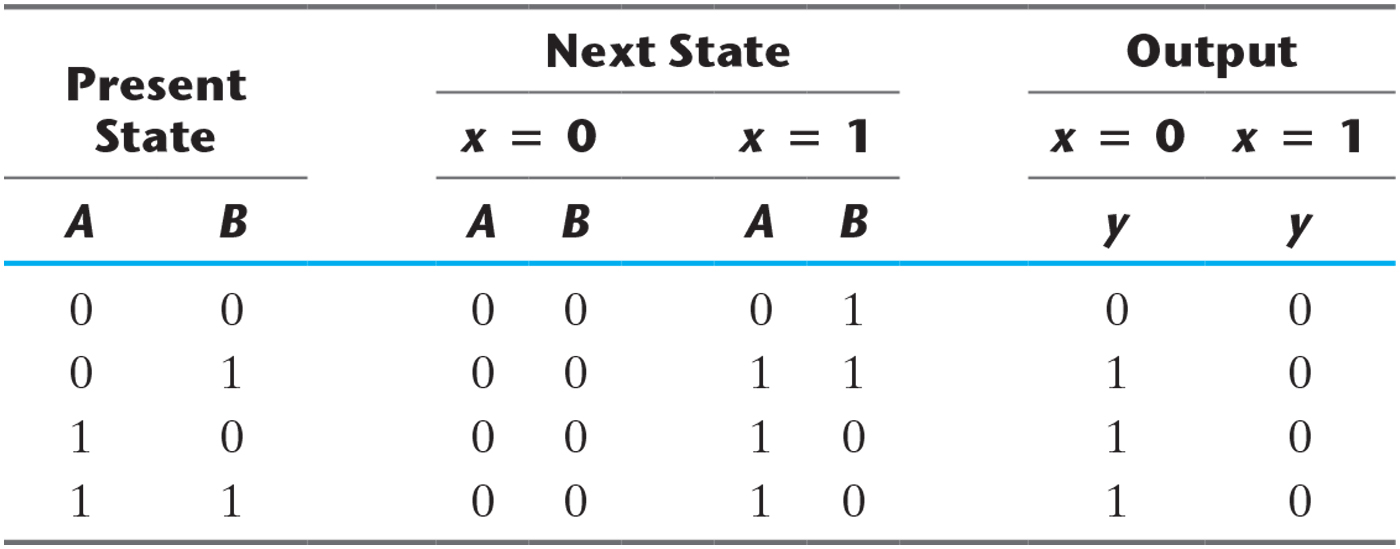 Next State Output
Present State
x = 0 x = 1 x = 0 x = 1
A B A B A B y y
0 0 0 0 0 1 0 0
0 1 0 0 1 1 1 0
1 0 0 0 1 0 1 0
1 1 0 0 1 0 1 0